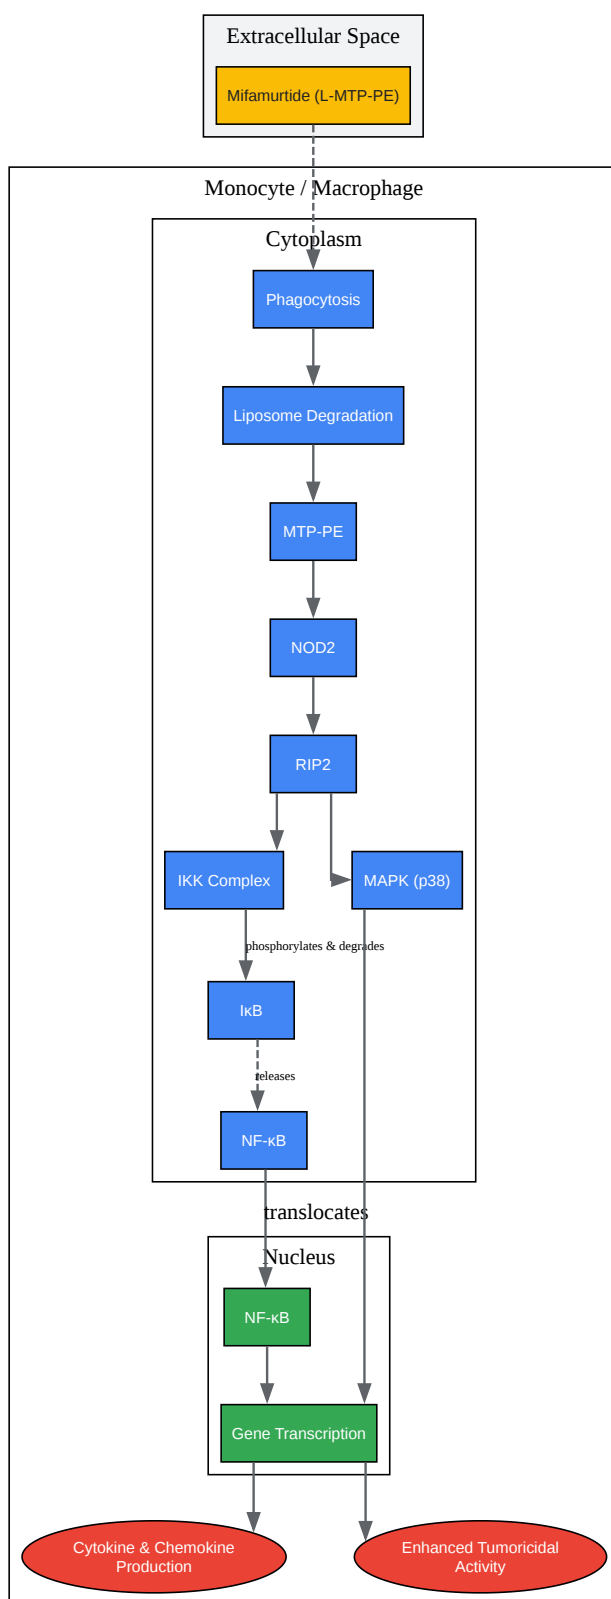 Extracellular Space
Mifamurtide (L-MTP-PE)
Monocyte / Macrophage
Cytoplasm
Phagocytosis
Liposome Degradation
MTP-PE
NOD2
RIP2
IKK Complex
MAPK (p38)
phosphorylates & degrades
IκB
releases
NF-κB
translocates
Nucleus
NF-κB
Gene Transcription
Cytokine & Chemokine
Production
Enhanced Tumoricidal
Activity